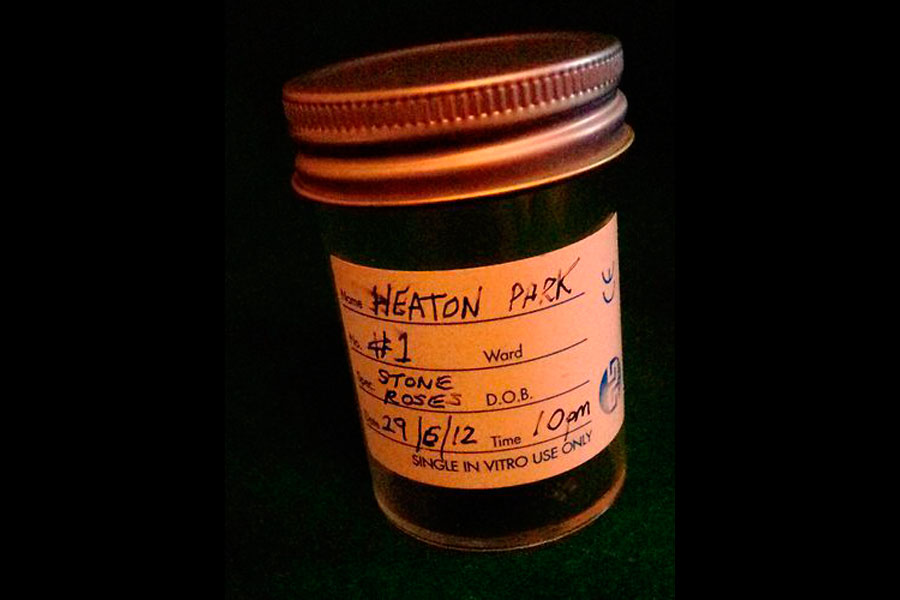 Name HEATON PARK CE
No. #1 Ward
Spec. STONE
ROSES D.O.B.
Date 29/6/12 Time 10pm
SINGLE IN VITRO USE ONLY